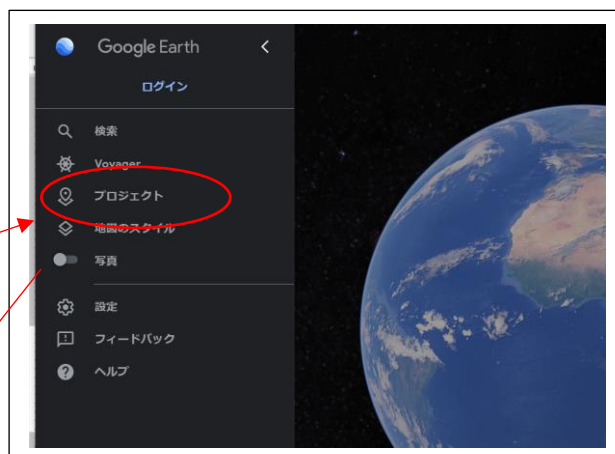 Google Earth
ログイン
検索
Voyager
プロジェクト
地図のスタイル
写真
設定
フィードバック
ヘルプ